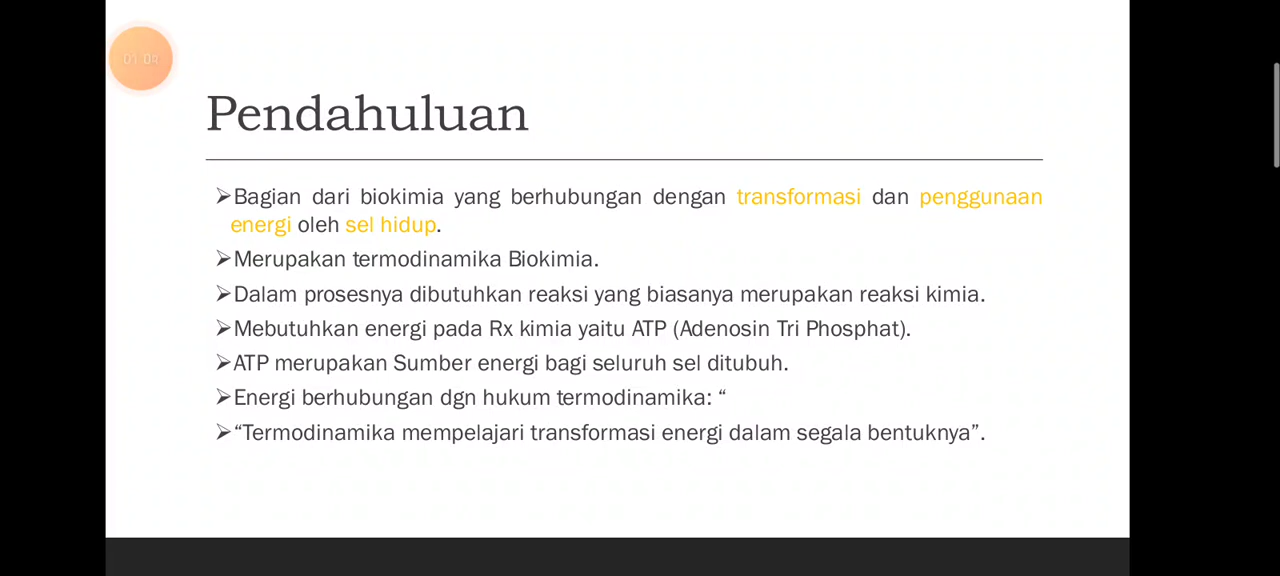 Pendahuluan
➢Bagian dari biokimia yang berhubungan dengan transformasi dan penggunaan
energi oleh sel hidup.
➢Merupakan termodinamika Biokimia.
➢Dalam prosesnya dibutuhkan reaksi yang biasanya merupakan reaksi kimia.
➢Mebutuhkan energi pada Rx kimia yaitu ATP (Adenosin Tri Phosphat).
➢ATP merupakan Sumber energi bagi seluruh sel ditubuh.
➢Energi berhubungan dgn hukum termodinamika: “
➢“Termodinamika mempelajari transformasi energi dalam segala bentuknya”.